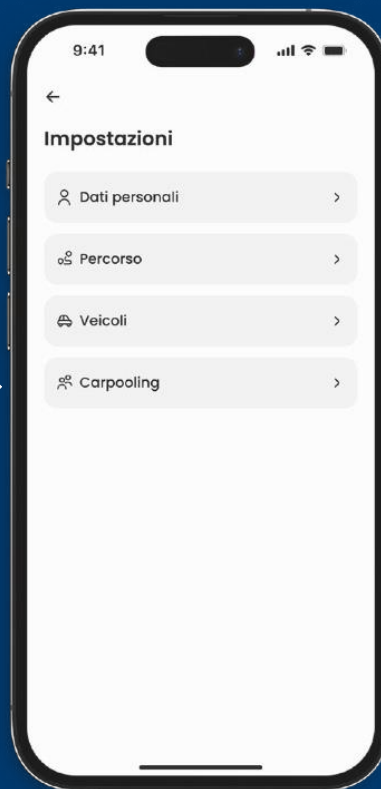 9:41
Impostazioni
Dati personali
Percorso
Veicoli
Carpooling